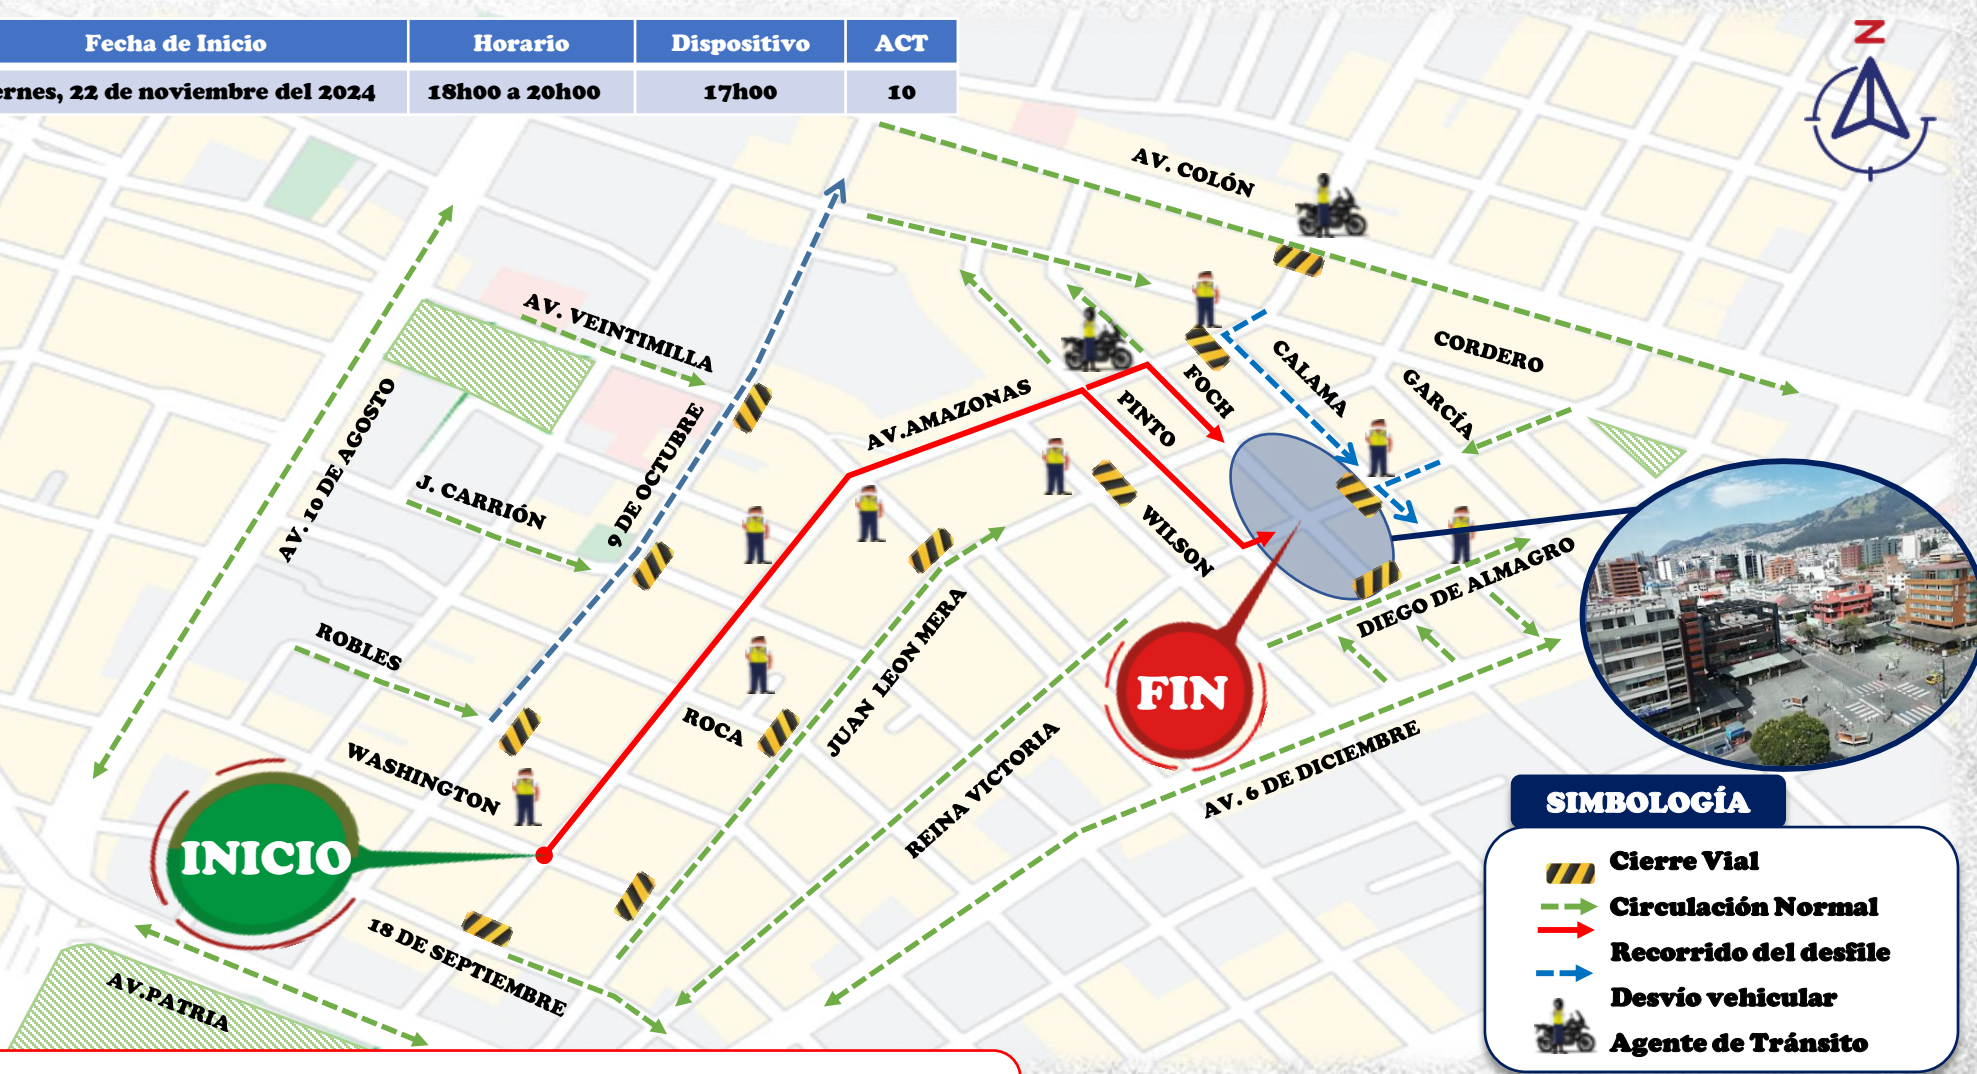 Fecha de Inicio Horario Dispositivo ACT
ernes, 22 de noviembre del 2024 18h00 a 20h00 17h00 10
N
AV. COLÓN
AV. VEINTIMILLA
CORDERO
CALAMA
GARCÍA
FOCH
PINTO
AV.AMAZONAS
AV. 10 DE AGOSTO
9 DE OCTUBRE
J. CARRIÓN
WILSON
DIEGO DE ALMAGRO
ROBLES
JUAN LEON MERA
ROCA
FIN
WASHINGTON
REINA VICTORIA
AV. 6 DE DICIEMBRE
INICIO
18 DE SEPTIEMBRE
AV.PATRIA
SIMBOLOGÍA
Cierre Vial
Circulación Normal
Recorrido del desfile
Desvío vehicular
Agente de Tránsito